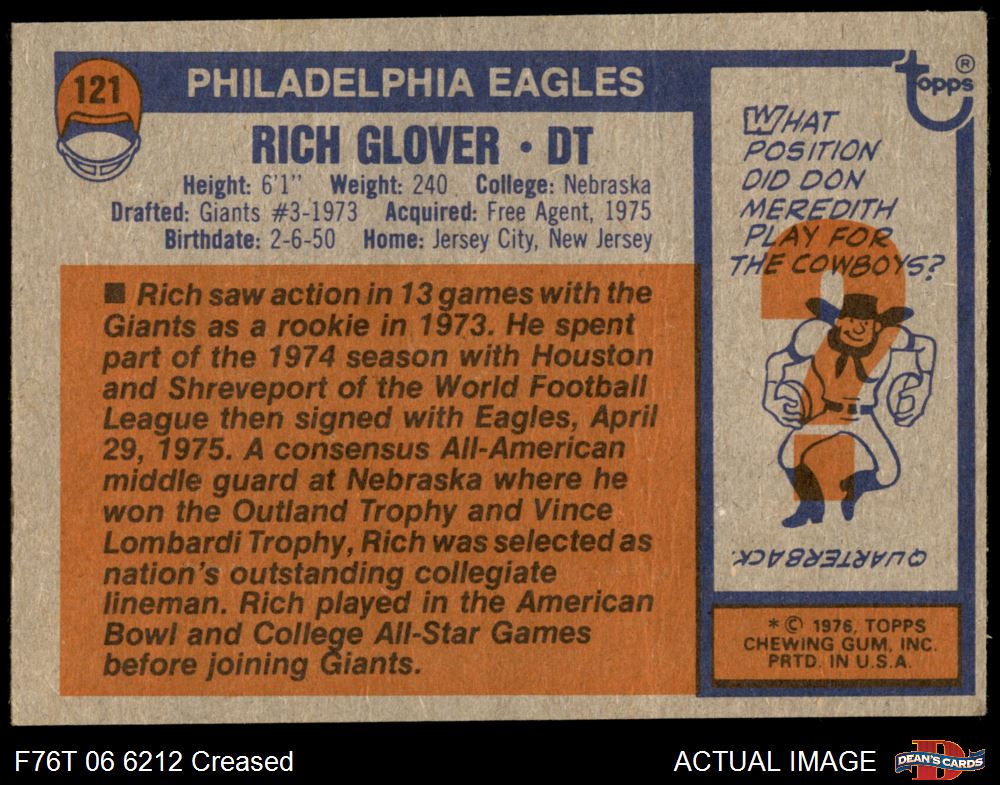 121
PHILADELPHIA EAGLES
RICH GLOVER • DT
Height: 6'1" Weight: 240 College: Nebraska
Drafted: Giants #3-1973 Acquired: Free Agent, 1975
Birthdate: 2-6-50 Home: Jersey City, New Jersey
■ Rich saw action in 13 games with the
Giants as a rookie in 1973. He spent
part of the 1974 season with Houston
and Shreveport of the World Football
League then signed with Eagles, April
29, 1975. A consensus All-American
middle guard at Nebraska where he
won the Outland Trophy and Vince
Lombardi Trophy, Rich was selected as
nation's outstanding collegiate
lineman. Rich played in the American
Bowl and College All-Star Games
before joining Giants.
topps®
WHAT
POSITION
DID DON
MEREDITH
PLAY FOR
THE COWBOYS?
?
QUARTERBACK.
* © 1976, TOPPS
CHEWING GUM, INC.
PRTD. IN U.S.A.
F76T 06 6212 Creased
ACTUAL IMAGE
D
DEAN'S CARDS